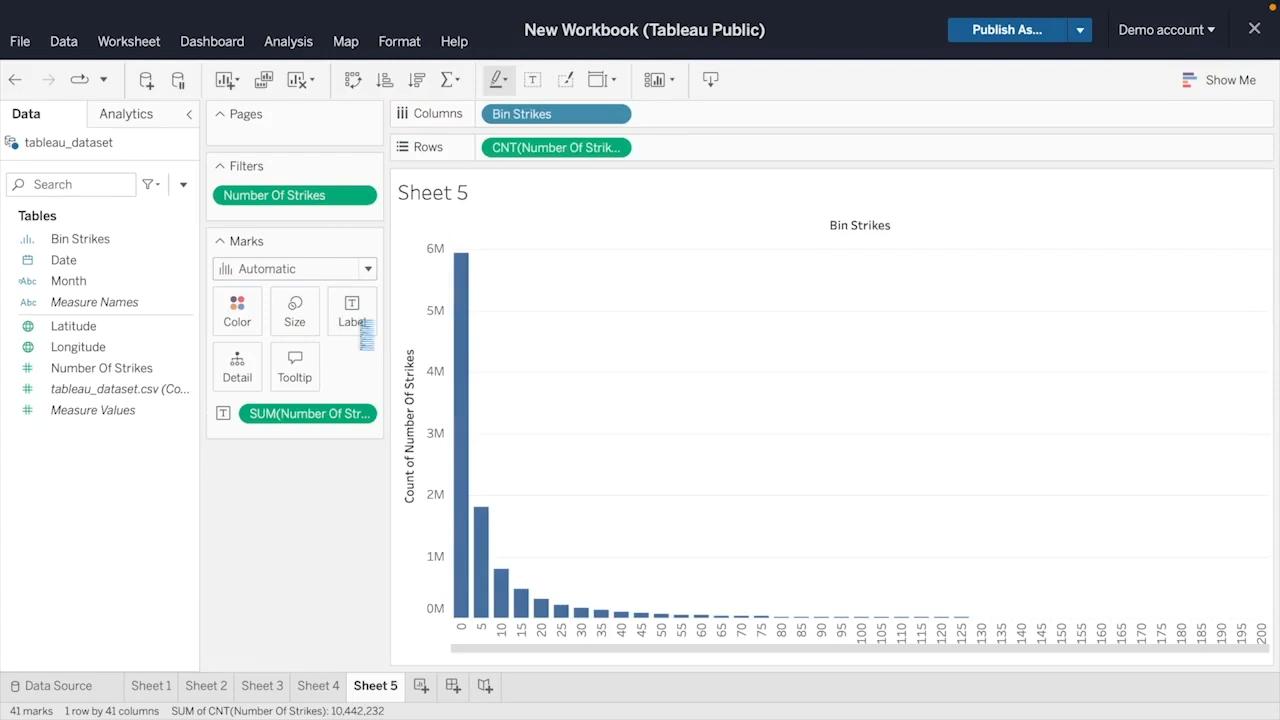 New Workbook (Tableau Public)
Publish As...
Demo account
File Data Worksheet Dashboard Analysis Map Format Help
Show Me
Data Analytics
tableau_dataset
Search
Tables
Bin Strikes
Date
Abc Month
Abc Measure Names
Latitude
Longitude
Number Of Strikes
tableau_dataset.csv (Co...
Measure Values
Pages
Filters
Number Of Strikes
Marks
Automatic
Color Size Label
Detail Tooltip
SUM(Number Of Str...
Columns Bin Strikes
Rows CNT(Number Of Strik...
Sheet 5
Bin Strikes
Count of Number Of Strikes
6M
5M
4M
3M
2M
1M
0M
0 5 10 15 20 25 30 35 40 45 50 55 60 65 70 75 80 85 90 95 100 105 110 115 120 125 130 135 140 145 150 155 160 165 170 175 180 185 190 195 200
Data Source Sheet 1 Sheet 2 Sheet 3 Sheet 4 Sheet 5
41 marks 1 row by 41 columns SUM of CNT(Number Of Strikes): 10,442,232